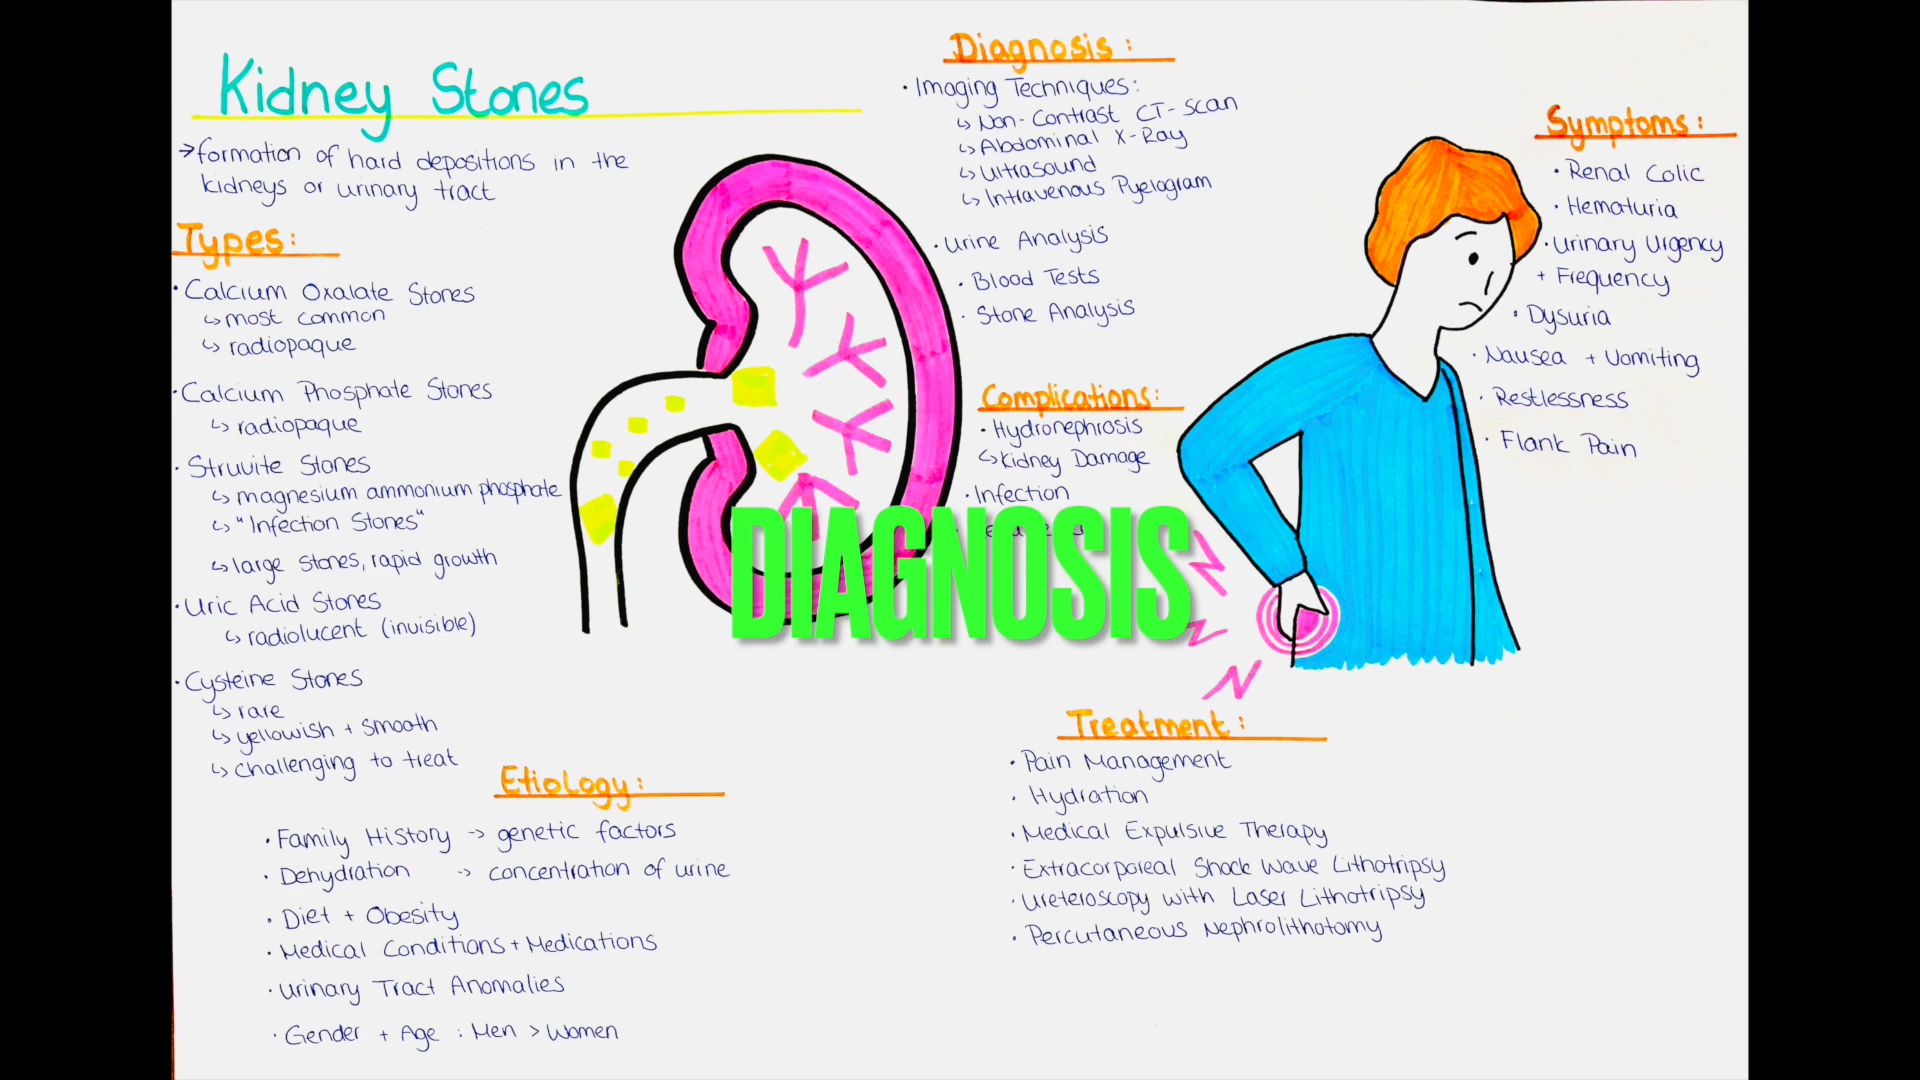 Kidney Stones
→ formation of hard depositions in the
kidneys or urinary tract
Types:
· Calcium Oxalate Stones
↳ most common
↳ radiopaque
· Calcium Phosphate Stones
↳ radiopaque
· Struvite Stones
↳ magnesium ammonium phosphate
↳ "Infection Stones"
↳ large stones, rapid growth
· Uric Acid Stones
↳ radiolucent (invisible)
· Cysteine Stones
↳ rare
↳ yellowish + smooth
↳ challenging to treat
Etiology:
· Family History -> genetic factors
· Dehydration -> concentration of urine
· Diet + Obesity
· Medical Conditions + Medications
· Urinary Tract Anomalies
· Gender + Age : Men > Women
Diagnosis:
· Imaging Techniques:
↳ Non-Contrast CT-Scan
↳ Abdominal X-Ray
↳ Ultrasound
↳ Intravenous Pyelogram
· Urine Analysis
· Blood Tests
· Stone Analysis
Complications:
· Hydronephrosis
↳ Kidney Damage
· Infection
DIAGNOSIS
Symptoms:
· Renal Colic
· Hematuria
· Urinary Urgency
+ Frequency
· Dysuria
· Nausea + Vomiting
· Restlessness
· Flank Pain
Treatment:
· Pain Management
· Hydration
· Medical Expulsive Therapy
· Extracorporeal Shock Wave Lithotripsy
· Ureteroscopy with Laser Lithotripsy
· Percutaneous Nephrolithotomy